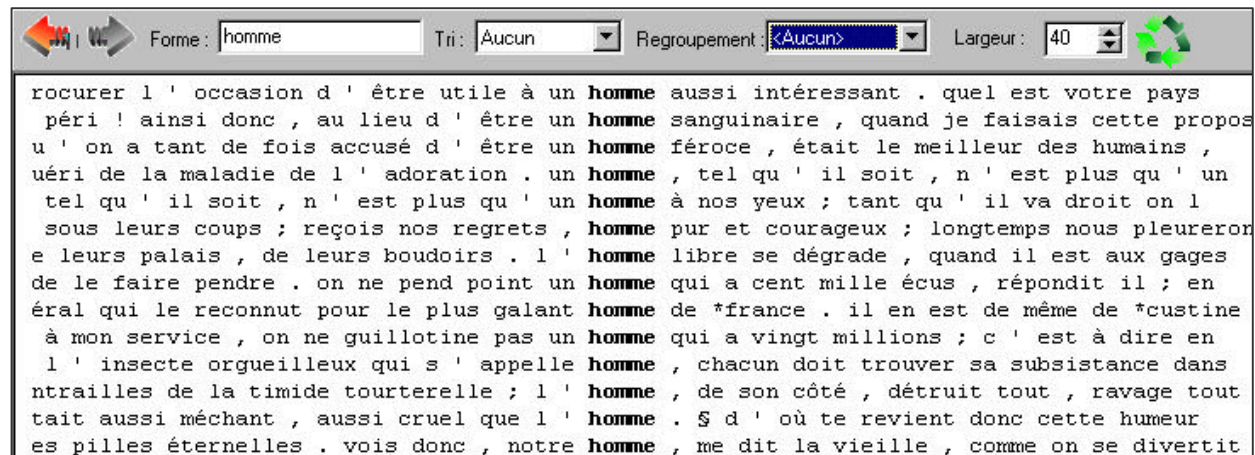 Forme : homme Tri : Aucun Regroupement : <Aucun> Largeur : 40
rocurer l ' occasion d ' être utile à un homme aussi intéressant . quel est votre pays
péri ! ainsi donc , au lieu d ' être un homme sanguinaire , quand je faisais cette propos
u ' on a tant de fois accusé d ' être un homme féroce , était le meilleur des humains ,
uéri de la maladie de l ' adoration . un homme , tel qu ' il soit , n ' est plus qu ' un
tel qu ' il soit , n ' est plus qu ' un homme à nos yeux ; tant qu ' il va droit on l
sous leurs coups ; reçois nos regrets , homme pur et courageux ; longtemps nous pleureron
e leurs palais , de leurs boudoirs . l ' homme libre se dégrade , quand il est aux gages
de le faire pendre . on ne pend point un homme qui a cent mille écus , répondit il ; en
éral qui le reconnut pour le plus galant homme de *france . il en est de même de *custine
à mon service , on ne guillotine pas un homme qui a vingt millions ; c ' est à dire en
l ' insecte orgueilleux qui s ' appelle homme , chacun doit trouver sa subsistance dans
ntrailles de la timide tourterelle ; l ' homme , de son côté , détruit tout , ravage tout
tait aussi méchant , aussi cruel que l ' homme . § d ' où te revient donc cette humeur
es pilles éternelles . vois donc , notre homme , me dit la vieille , comme on se divertit